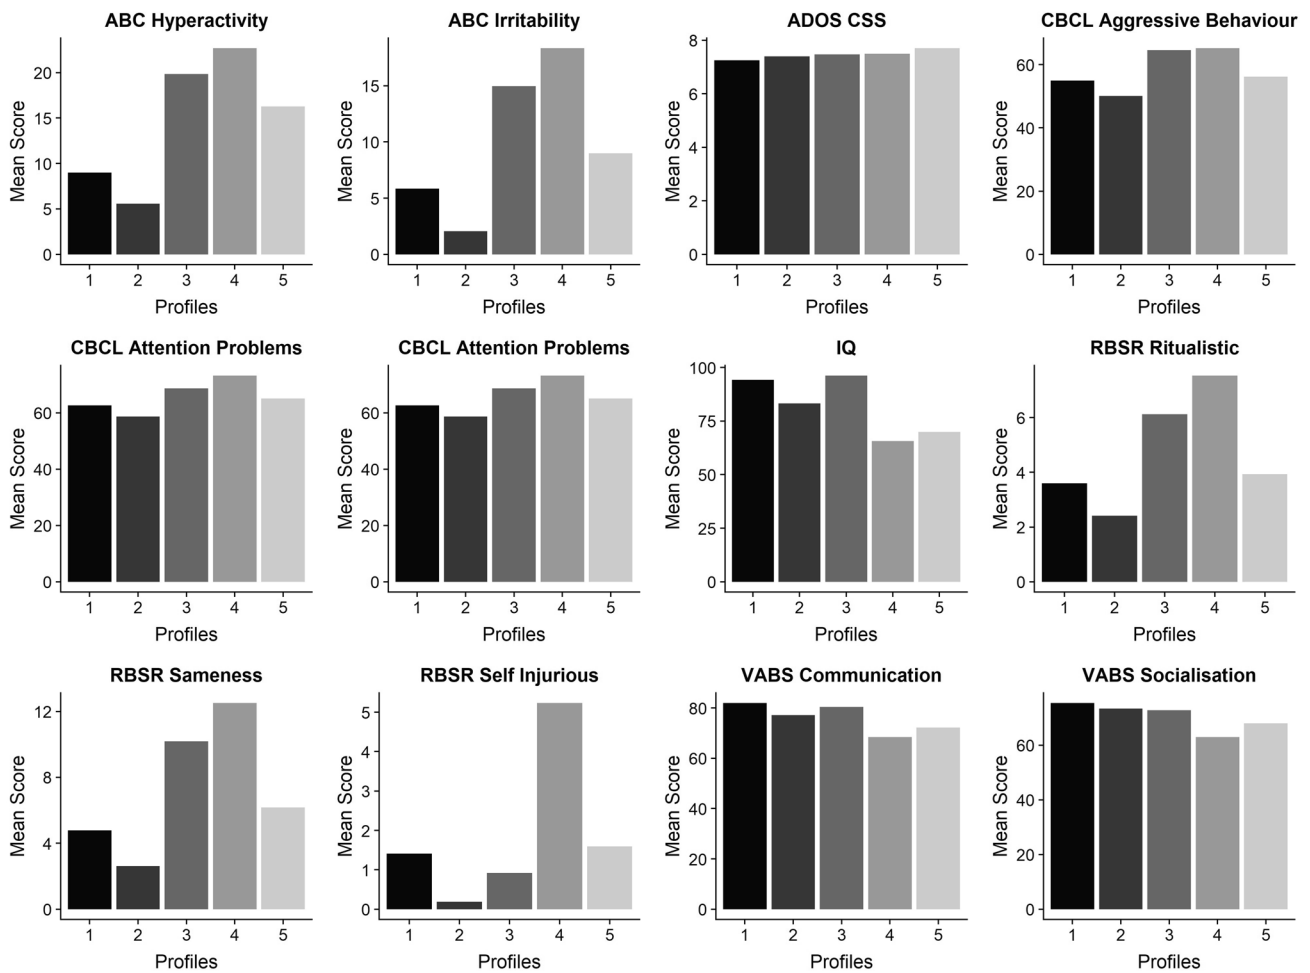 ABC Hyperactivity
Mean Score
20
15
10
5
0
1 2 3 4 5
Profiles
ABC Irritability
Mean Score
15
10
5
0
1 2 3 4 5
Profiles
ADOS CSS
Mean Score
8
6
4
2
0
1 2 3 4 5
Profiles
CBCL Aggressive Behaviour
Mean Score
60
40
20
0
1 2 3 4 5
Profiles
CBCL Attention Problems
Mean Score
60
40
20
0
1 2 3 4 5
Profiles
CBCL Attention Problems
Mean Score
60
40
20
0
1 2 3 4 5
Profiles
IQ
Mean Score
100
75
50
25
0
1 2 3 4 5
Profiles
RBSR Ritualistic
Mean Score
6
4
2
0
1 2 3 4 5
Profiles
RBSR Sameness
Mean Score
12
8
4
0
1 2 3 4 5
Profiles
RBSR Self Injurious
Mean Score
5
4
3
2
1
0
1 2 3 4 5
Profiles
VABS Communication
Mean Score
80
60
40
20
0
1 2 3 4 5
Profiles
VABS Socialisation
Mean Score
60
40
20
0
1 2 3 4 5
Profiles